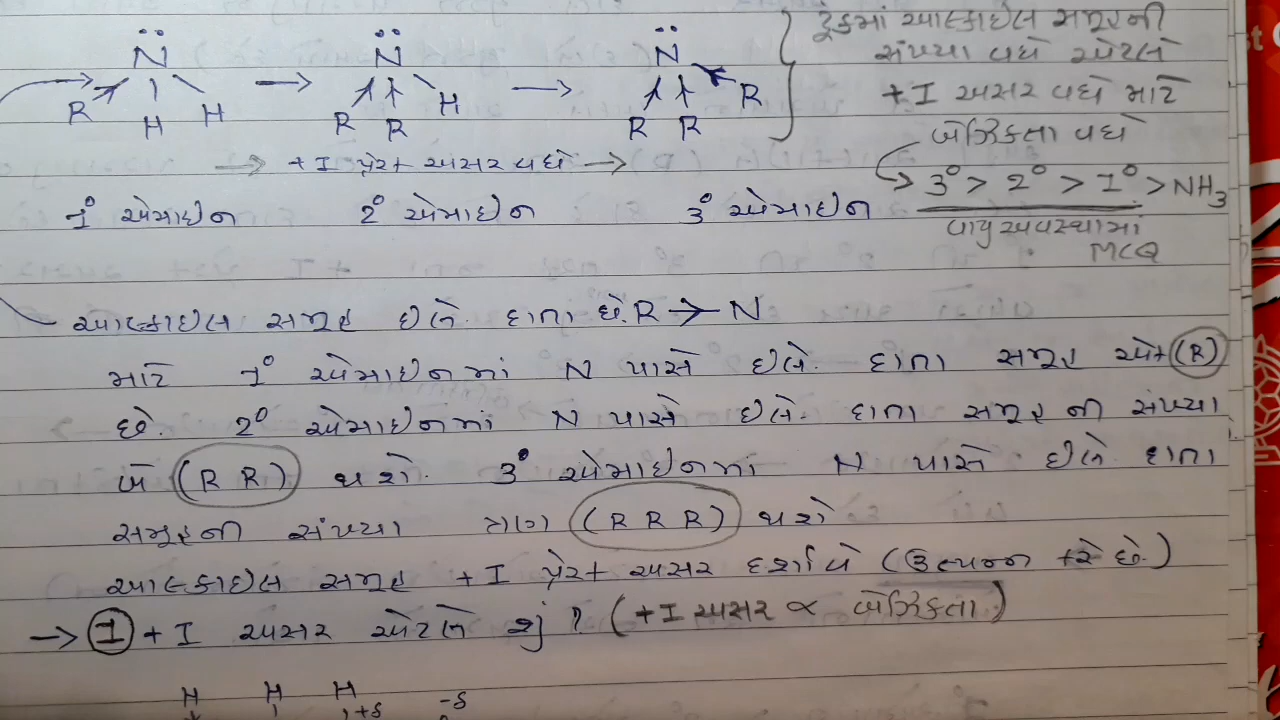 N̈ N̈ N̈
R H H → R R H → R R R
→ +I પ્રેરક અસર વધે →
1° એમાઇન 2° એમાઇન 3° એમાઇન
ટૂંકમાં આલ્કાઇલ સમૂહની
સંખ્યા વધે એટલે
+I અસર વધે માટે
બેઝિકતા વધે
→ 3° > 2° > 1° > NH3
વાયુ અવસ્થામાં
MCQ
આલ્કાઇલ સમૂહ ઇલે. દાતા છે. R → N
માટે 1° એમાઇનમાં N પાસે ઇલે. દાતા સમૂહ એક (R)
છે. 2° એમાઇનમાં N પાસે ઇલે. દાતા સમૂહ ની સંખ્યા
બે (R R) થશે. 3° એમાઇનમાં N પાસે ઇલે દાતા
સમૂહની સંખ્યા ત્રણ (R R R) થશે
આલ્કાઇલ સમૂહ +I પ્રેરક અસર દર્શાવે (ઉત્પન્ન કરે છે.)
→ ① +I અસર એટલે શું ? (+I અસર ∝ બેઝિકતા)
H H H
+δ -δ